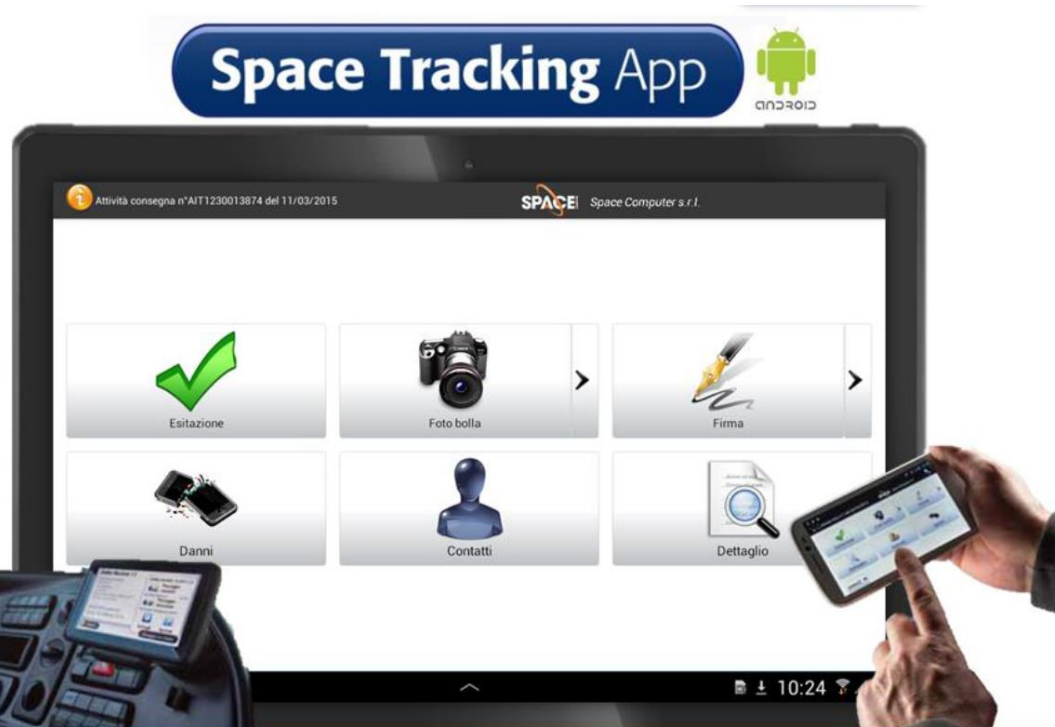 Space Tracking App
ANDROID
Attività consegna n°AIT1230013874 del 11/03/2015
SPACE
Space Computer s.r.l.
Esitazione
Foto bolla
Firma
Danni
Contatti
Dettaglio
10:24